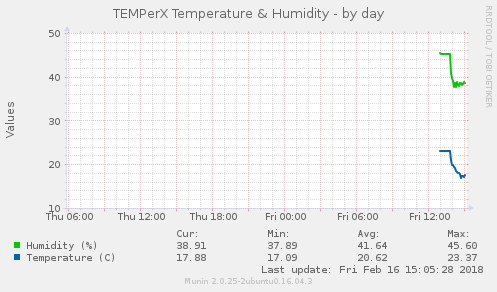 TEMPerX Temperature & Humidity - by day
RRDTOOL / TOBI OETIKER
Values
50
40
30
20
10
Thu 06:00 Thu 12:00 Thu 18:00 Fri 00:00 Fri 06:00 Fri 12:00
Cur: Min: Avg: Max:
Humidity (%) 38.91 37.89 41.64 45.60
Temperature (C) 17.88 17.09 20.62 23.37
Last update: Fri Feb 16 15:05:28 2018
Munin 2.0.25-2ubuntu0.16.04.3